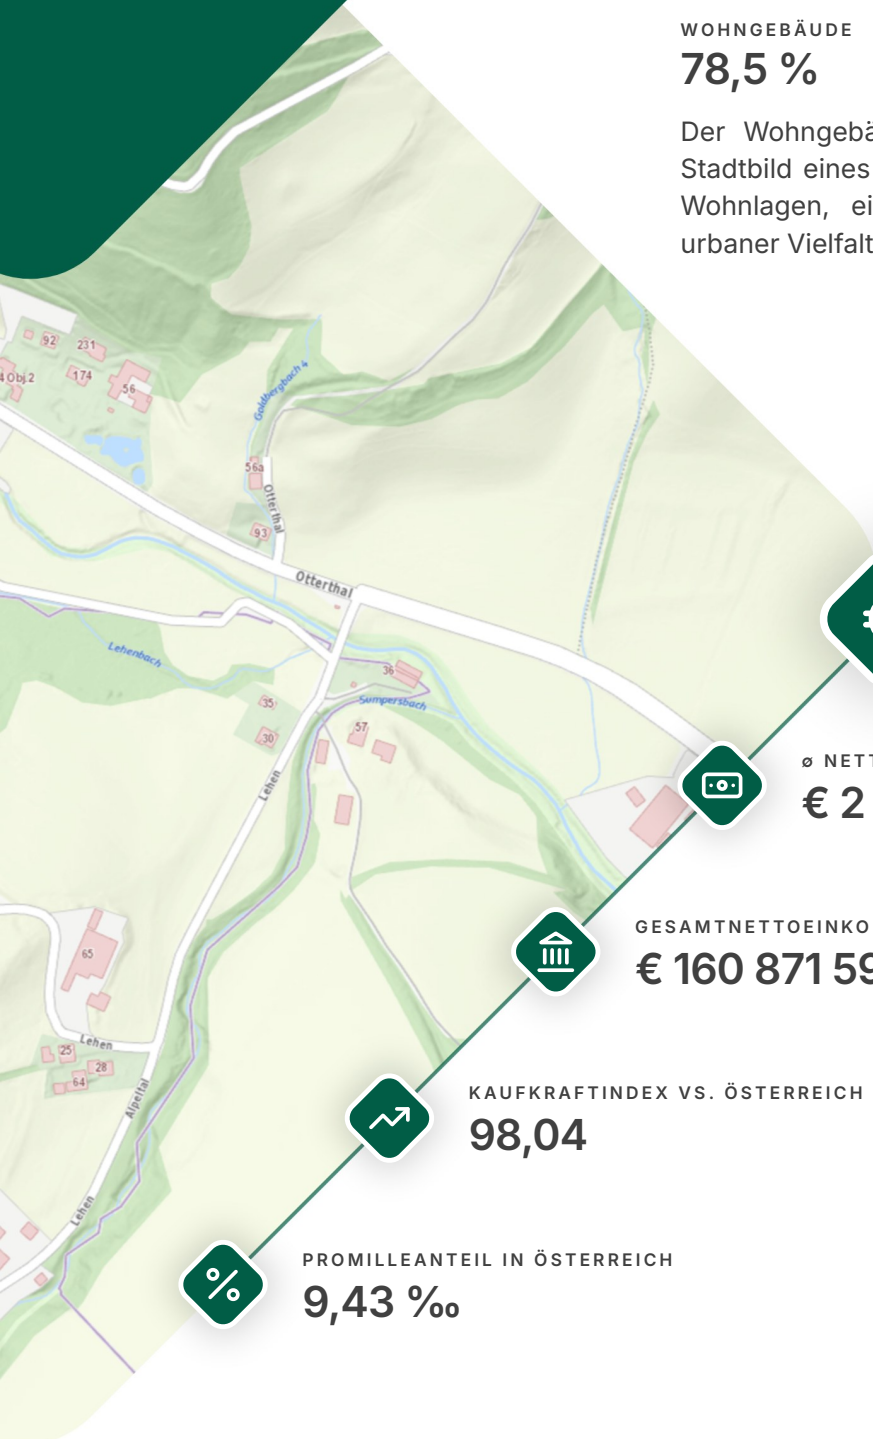 WOHNGEBÄUDE
78,5 %
Der Wohngebä
Stadtbild eines
Wohnlagen, ei
urbaner Vielfalt
92
231
4 Obj.2
174
56
Goldbergbach 4
56a
Otterthal
93
Otterthal
Lehenbach
36
Sumpersbach
35
57
30
Lehen
ø NETT
€ 2
GESAMTNETTOEINKO
€ 160 871 59
65
Lehen
25
28
64
Alpeltal
KAUFKRAFTINDEX VS. ÖSTERREICH
98,04
Lehen
PROMILLEANTEIL IN ÖSTERREICH
9,43 ‰